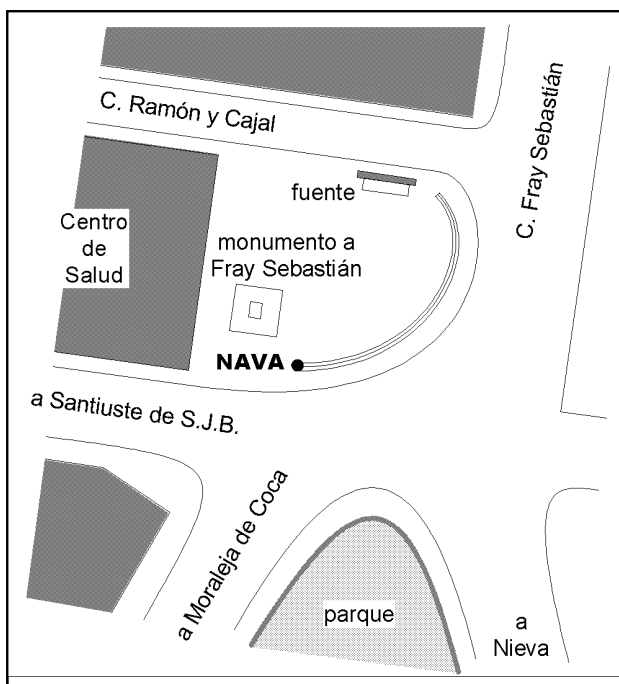 C. Ramón y Cajal
C. Fray Sebastián
fuente
Centro
de
Salud
monumento a
Fray Sebastián
NAVA
a Santiuste de S.J.B.
a Moraleja de Coca
parque
a
Nieva